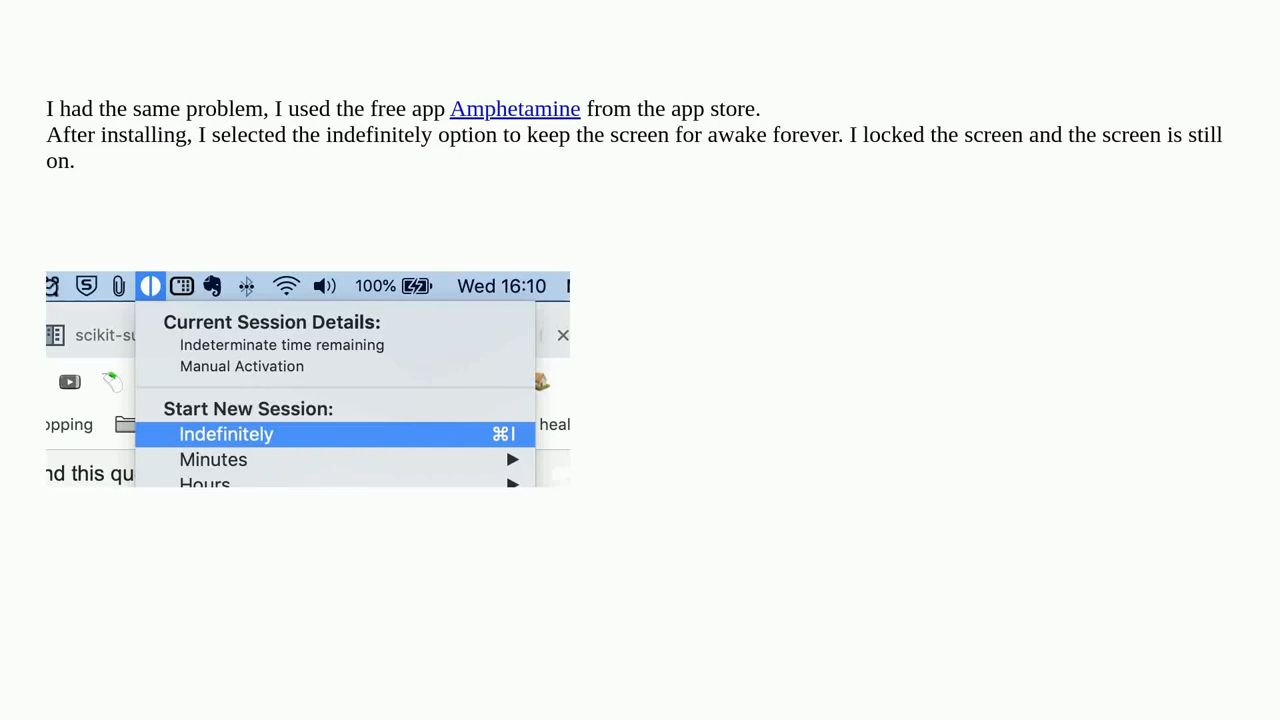 I had the same problem, I used the free app Amphetamine from the app store.
After installing, I selected the indefinitely option to keep the screen for awake forever. I locked the screen and the screen is still
on.
100% Wed 16:10
Current Session Details:
scikit-su
Indeterminate time remaining
Manual Activation
Start New Session:
opping Indefinitely ⌘I heal
Minutes
nd this qu
Hours